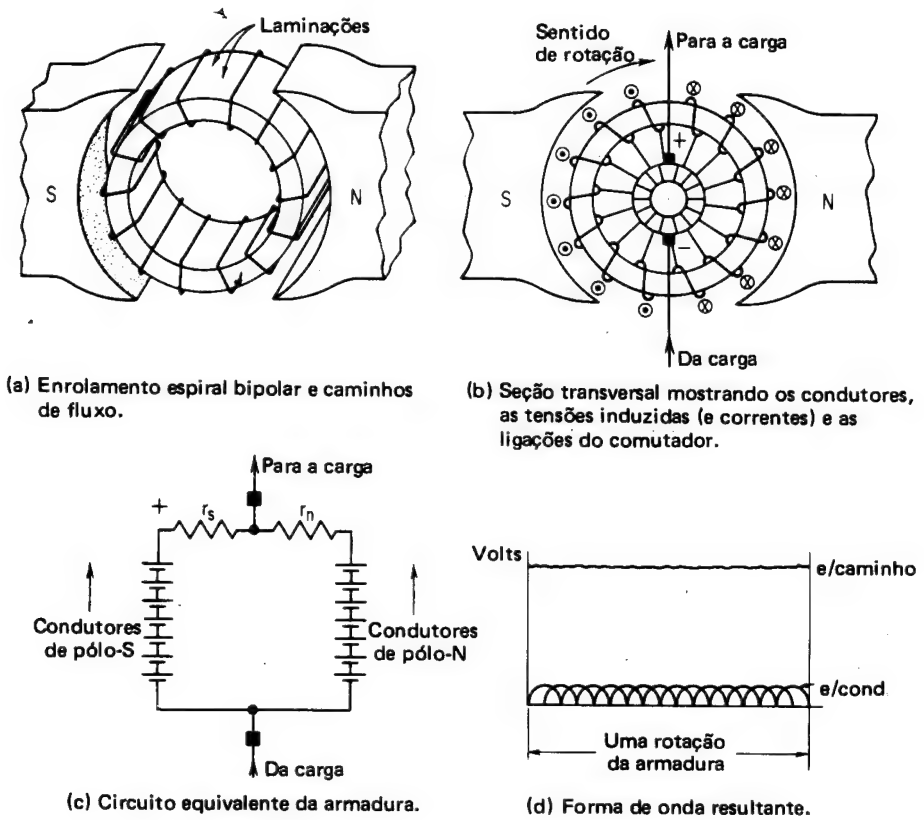 Laminações
S
N
(a) Enrolamento espiral bipolar e caminhos
de fluxo.
Sentido
de rotação
Para a carga
+
S
N
−
Da carga
(b) Seção transversal mostrando os condutores,
as tensões induzidas (e correntes) e as
ligações do comutador.
Para a carga
+
rs
rn
Condutores
de pólo-S
Condutores
de pólo-N
Da carga
(c) Circuito equivalente da armadura.
Volts
e/caminho
e/cond
Uma rotação
da armadura
(d) Forma de onda resultante.